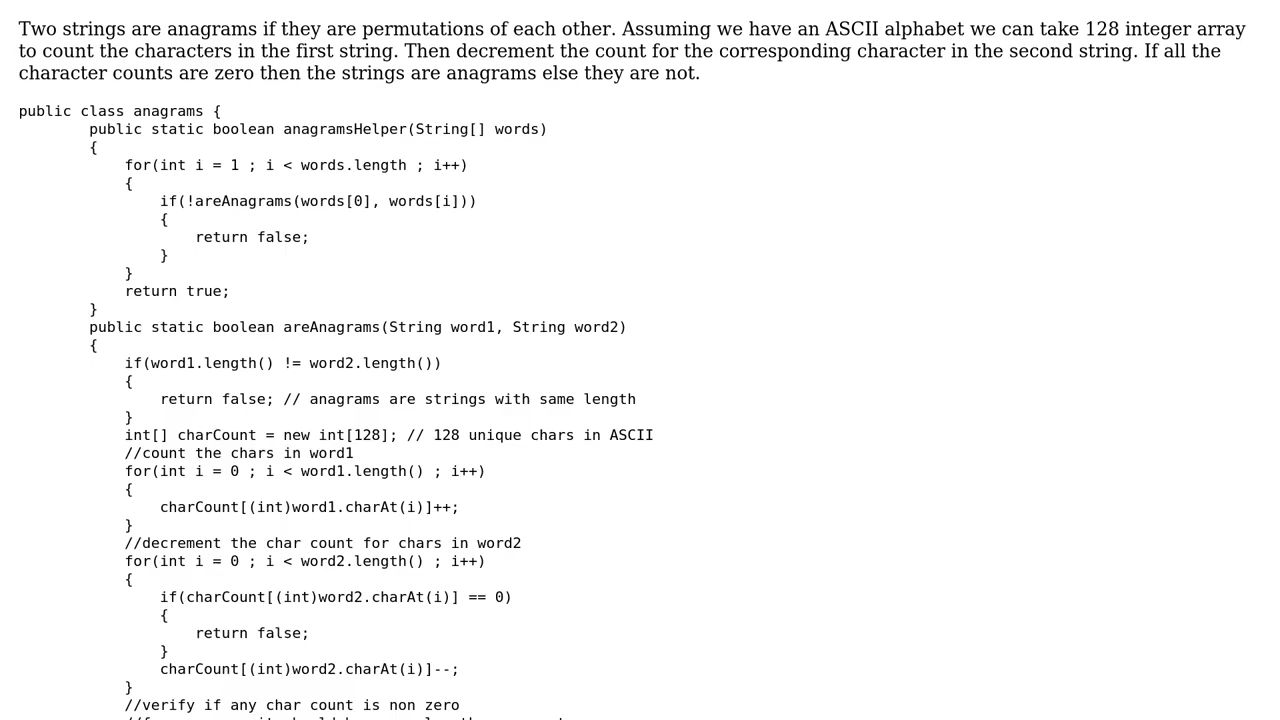 Two strings are anagrams if they are permutations of each other. Assuming we have an ASCII alphabet we can take 128 integer array
to count the characters in the first string. Then decrement the count for the corresponding character in the second string. If all the
character counts are zero then the strings are anagrams else they are not.
public class anagrams {
        public static boolean anagramsHelper(String[] words)
        {
            for(int i = 1 ; i < words.length ; i++)
            {
                if(!areAnagrams(words[0], words[i]))
                {
                    return false;
                }
            }
            return true;
        }
        public static boolean areAnagrams(String word1, String word2)
        {
            if(word1.length() != word2.length())
            {
                return false; // anagrams are strings with same length
            }
            int[] charCount = new int[128]; // 128 unique chars in ASCII
            //count the chars in word1
            for(int i = 0 ; i < word1.length() ; i++)
            {
                charCount[(int)word1.charAt(i)]++;
            }
            //decrement the char count for chars in word2
            for(int i = 0 ; i < word2.length() ; i++)
            {
                if(charCount[(int)word2.charAt(i)] == 0)
                {
                    return false;
                }
                charCount[(int)word2.charAt(i)]--;
            }
            //verify if any char count is non zero